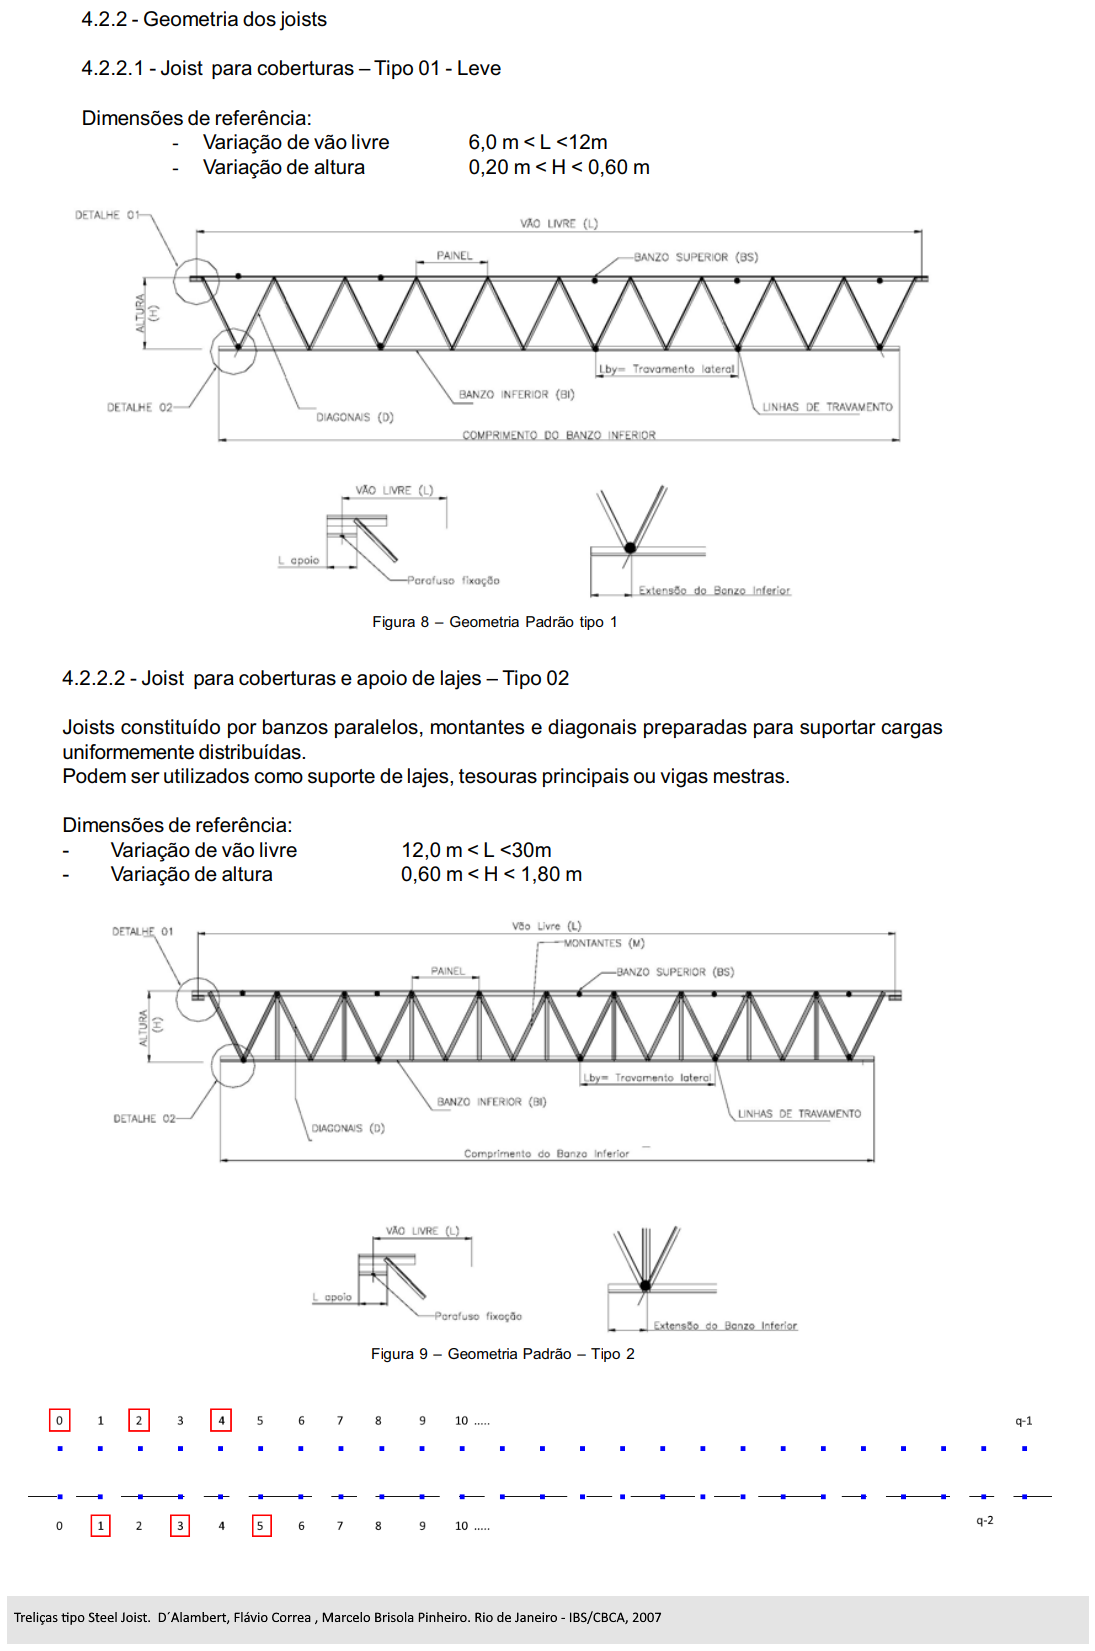 4.2.2 - Geometria dos joists
4.2.2.1 - Joist para coberturas – Tipo 01 - Leve
Dimensões de referência:
- Variação de vão livre 6,0 m < L <12m
- Variação de altura 0,20 m < H < 0,60 m
DETALHE 01
VÃO LIVRE (L)
PAINEL
BANZO SUPERIOR (BS)
ALTURA
(H)
Lby= Travamento lateral
BANZO INFERIOR (BI)
DETALHE 02
DIAGONAIS (D)
LINHAS DE TRAVAMENTO
COMPRIMENTO DO BANZO INFERIOR
VÃO LIVRE (L)
L apoio
Parafuso fixação
Extensão do Banzo Inferior
Figura 8 – Geometria Padrão tipo 1
4.2.2.2 - Joist para coberturas e apoio de lajes – Tipo 02
Joists constituído por banzos paralelos, montantes e diagonais preparadas para suportar cargas
uniformemente distribuídas.
Podem ser utilizados como suporte de lajes, tesouras principais ou vigas mestras.
Dimensões de referência:
- Variação de vão livre 12,0 m < L <30m
- Variação de altura 0,60 m < H < 1,80 m
DETALHE 01
Vão Livre (L)
MONTANTES (M)
PAINEL
BANZO SUPERIOR (BS)
ALTURA
(H)
Lby= Travamento lateral
BANZO INFERIOR (BI)
DETALHE 02
LINHAS DE TRAVAMENTO
DIAGONAIS (D)
Comprimento do Banzo Inferior
VÃO LIVRE (L)
L apoio
Parafuso fixação
Extensão do Banzo Inferior
Figura 9 – Geometria Padrão – Tipo 2
0 1 2 3 4 5 6 7 8 9 10 ..... q-1
0 1 2 3 4 5 6 7 8 9 10 ..... q-2
Treliças tipo Steel Joist. D´Alambert, Flávio Correa , Marcelo Brisola Pinheiro. Rio de Janeiro - IBS/CBCA, 2007